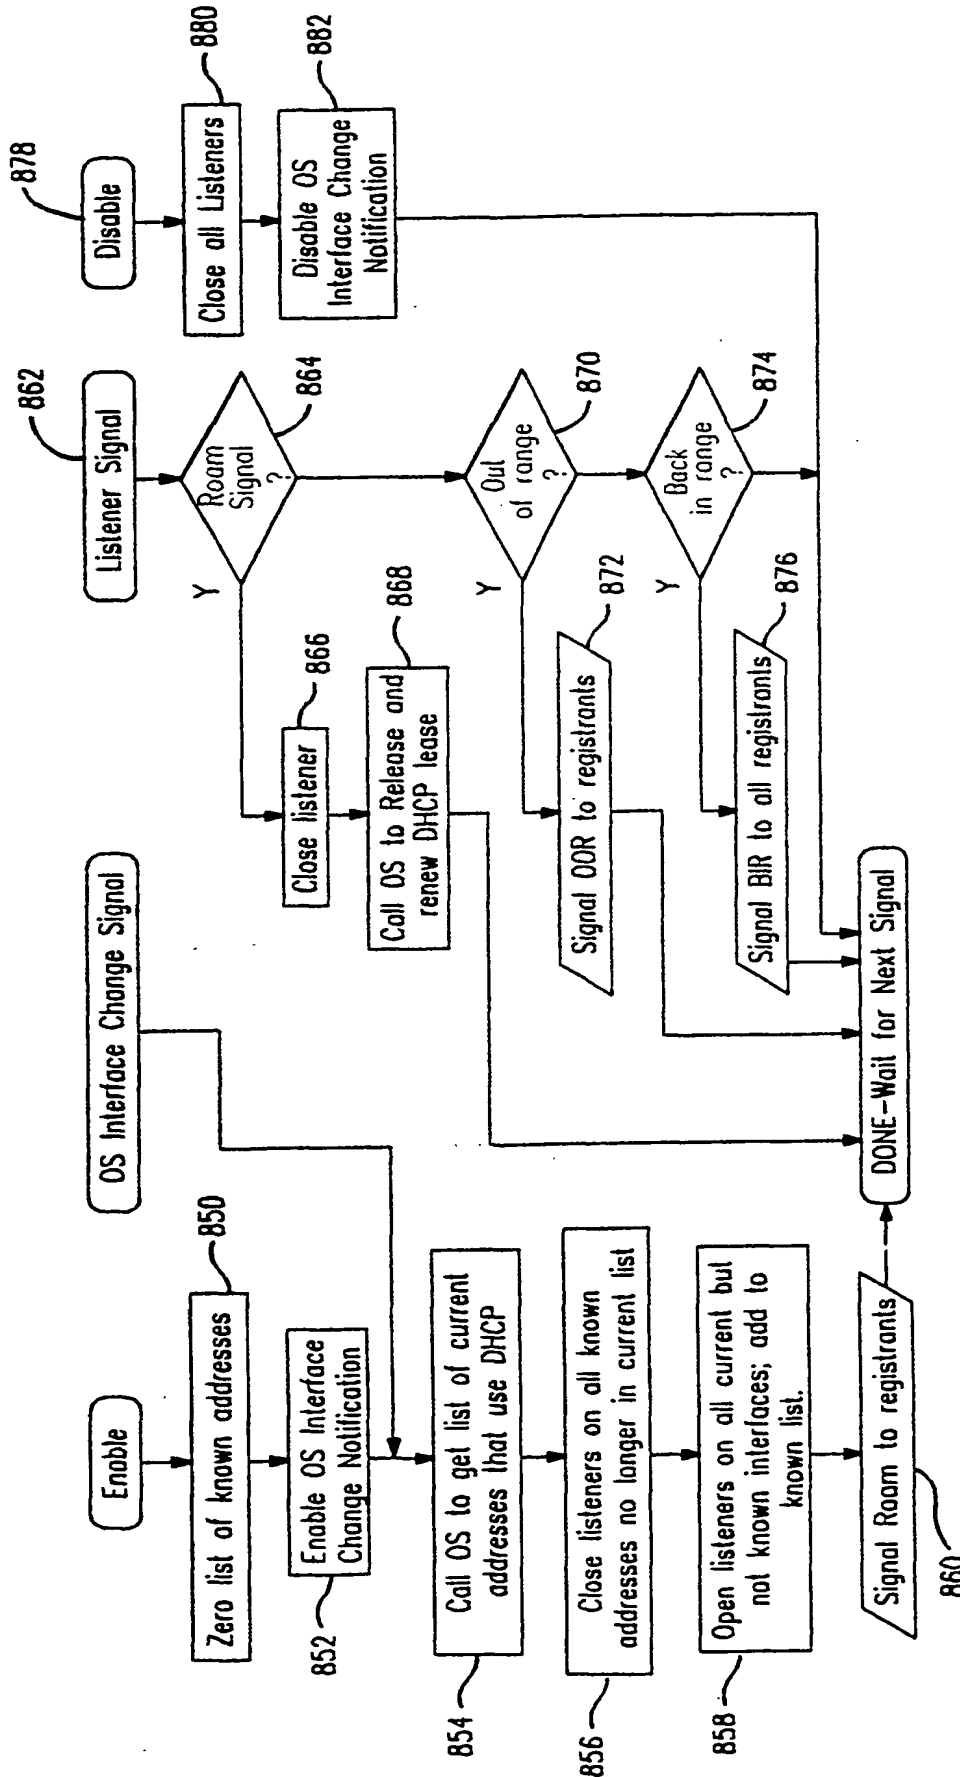 Enable
850
Zero list of known addresses
Enable OS Interface
Change Notification
852
Call OS to get list of current
addresses that use DHCP
854
Close listeners on all known
addresses no longer in current list
856
Open listeners on all current but
not known interfaces; add to
known list.
858
Signal Roam to registrants
860
OS Interface Change Signal
862
Listener Signal
Roam
Signal
?
864
Y
Close listener
866
Call OS to Release and
renew DHCP lease
868
Out
of range
?
870
Y
Signal OOR to registrants
872
Back
in range
?
874
Y
Signal BIR to all registrants
876
878
Disable
Close all Listeners
880
Disable OS
Interface Change
Notification
882
DONE-Wait for Next Signal